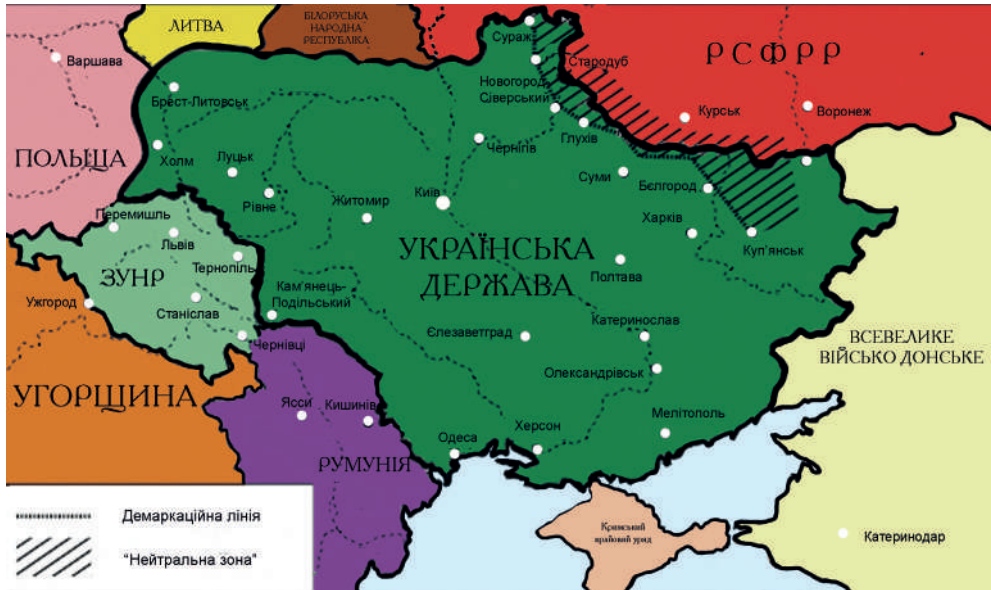 ЛИТВА
БІЛОРУСЬКА
НАРОДНА
РЕСПУБЛІКА
РСФРР
Сураж
Стародуб
Варшава
Брест-Литовськ
Новогород-
Сіверський
Курськ
Воронеж
ПОЛЬЩА
Холм
Луцьк
Рівне
Житомир
Київ
Чернігів
Глухів
Суми
Бєлгород
Харків
Куп'янськ
Перемишль
Львів
Тернопіль
ЗУНР
Станіслав
Ужгород
Кам'янець-
Подільський
Чернівці
УКРАЇНСЬКА
ДЕРЖАВА
Полтава
Єлезаветград
Катеринослав
Олександрівськ
Мелітополь
Херсон
Одеса
УГОРЩИНА
Ясси
Кишинів
РУМУНІЯ
ВСЕВЕЛИКЕ
ВІЙСЬКО ДОНСЬКЕ
Кримський
крайовий уряд
Катеринодар
Демаркаційна лінія
"Нейтральна зона"